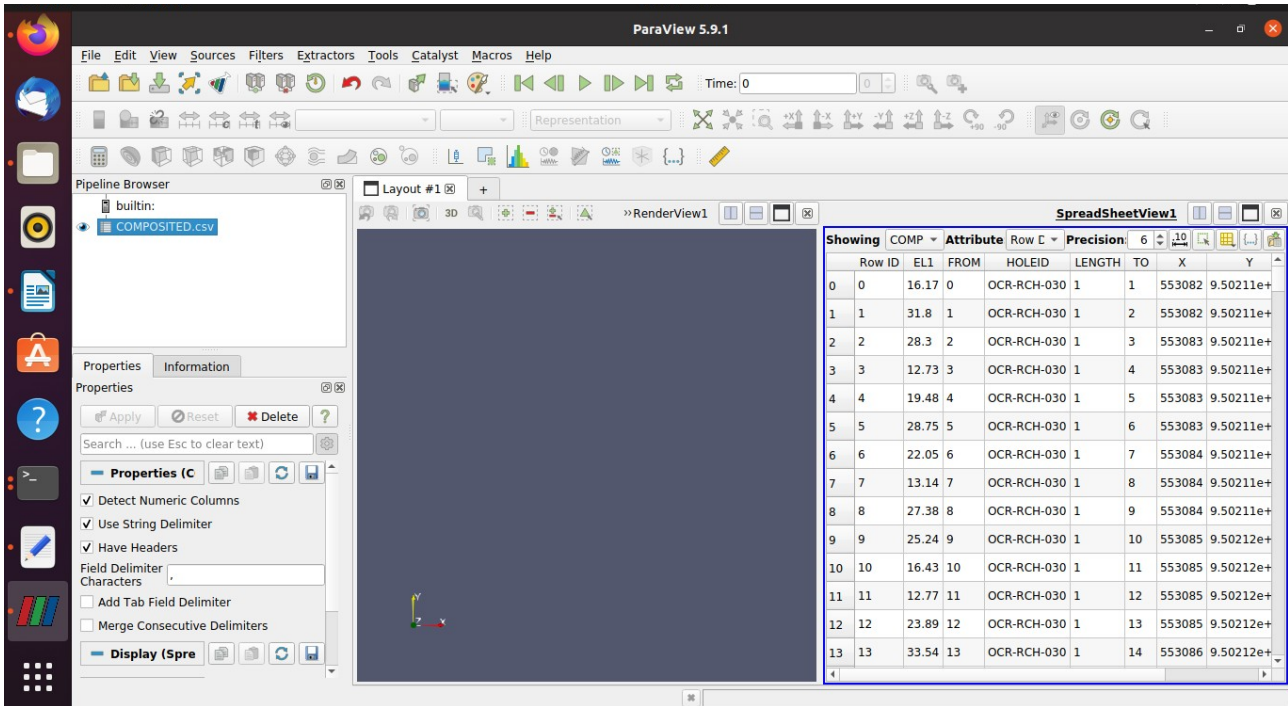 ParaView 5.9.1
File Edit View Sources Filters Extractors Tools Catalyst Macros Help
Time: 0 0
Representation +X -X +Y -Y +Z -Z +90 -90
Pipeline Browser
builtin:
COMPOSITED.csv
Properties Information
Properties
Apply Reset Delete ?
Search ... (use Esc to clear text)
Properties (C
Detect Numeric Columns
Use String Delimiter
Have Headers
Field Delimiter
Characters ,
Add Tab Field Delimiter
Merge Consecutive Delimiters
Display (Spre
Layout #1 +
3D »RenderView1
Y
Z X
SpreadSheetView1
Showing COMP Attribute Row D Precision: 6 .10
Row ID EL1 FROM HOLEID LENGTH TO X Y
0 0 16.17 0 OCR-RCH-030 1 1 553082 9.50211e+
1 1 31.8 1 OCR-RCH-030 1 2 553082 9.50211e+
2 2 28.3 2 OCR-RCH-030 1 3 553083 9.50211e+
3 3 12.73 3 OCR-RCH-030 1 4 553083 9.50211e+
4 4 19.48 4 OCR-RCH-030 1 5 553083 9.50211e+
5 5 28.75 5 OCR-RCH-030 1 6 553083 9.50211e+
6 6 22.05 6 OCR-RCH-030 1 7 553084 9.50211e+
7 7 13.14 7 OCR-RCH-030 1 8 553084 9.50211e+
8 8 27.38 8 OCR-RCH-030 1 9 553084 9.50211e+
9 9 25.24 9 OCR-RCH-030 1 10 553085 9.50212e+
10 10 16.43 10 OCR-RCH-030 1 11 553085 9.50212e+
11 11 12.77 11 OCR-RCH-030 1 12 553085 9.50212e+
12 12 23.89 12 OCR-RCH-030 1 13 553085 9.50212e+
13 13 33.54 13 OCR-RCH-030 1 14 553086 9.50212e+